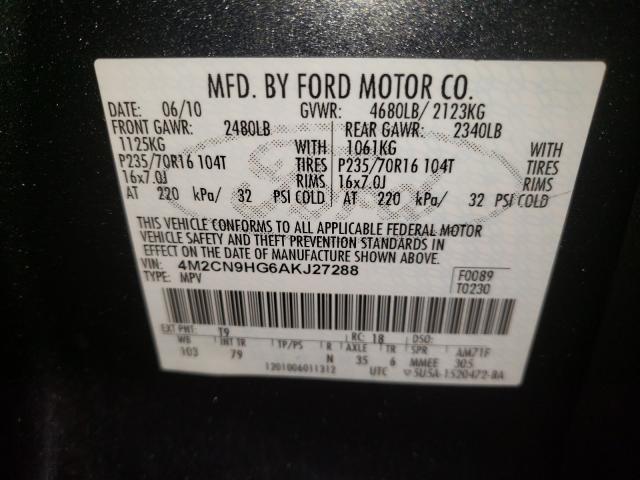 MFD. BY FORD MOTOR CO.
DATE: 06/10 GVWR: 4680LB/ 2123KG
FRONT GAWR: 2480LB REAR GAWR: 2340LB
1125KG 1061KG
P235/70R16 104T TIRES P235/70R16 104T TIRES
16x7.0J RIMS 16x7.0J RIMS
AT 220 kPa/ 32 PSI COLD AT 220 kPa/ 32 PSI COLD
THIS VEHICLE CONFORMS TO ALL APPLICABLE FEDERAL MOTOR
VEHICLE SAFETY AND THEFT PREVENTION STANDARDS IN
EFFECT ON THE DATE OF MANUFACTURE SHOWN ABOVE.
VIN: 4M2CN9HG6AKJ27288 F0089
TYPE: MPV T0230
EXT PNT: T9 RC: 18 DSO:
WB INT TR TP/PS R AXLE TR SPR AM71F
103 79 N 35 6 MMEE 305
1201006011312 UTC 5U5A-1520472-BA